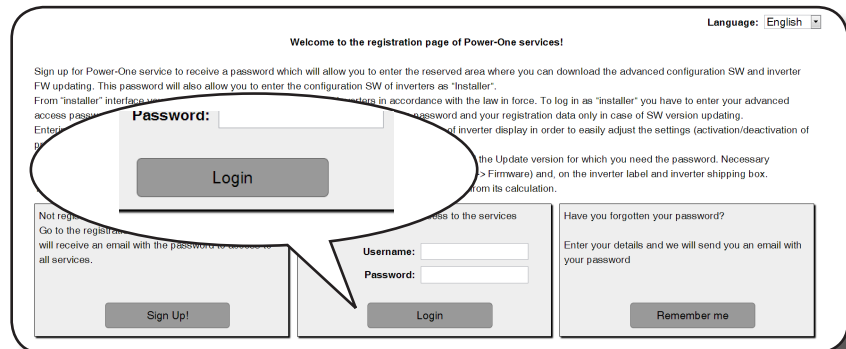 Language: English
Welcome to the registration page of Power-One services!
Sign up for Power-One service to receive a password which will allow you to enter the reserved area where you can download the advanced configuration SW and inverter
FW updating. This password will also allow you to enter the configuration SW of inverters as "Installer".
From "installer" interface in accordance with the law in force. To log in as "installer" you have to enter your advanced
access password and your registration data only in case of SW version updating.
of inverter display in order to easily adjust the settings (activation/deactivation of
the Update version for which you need the password. Necessary
-> Firmware) and, on the inverter label and inverter shipping box.
from its calculation.
Password:
Login
Not
Go to the
will receive an email with the password to access to
all services.
Sign Up!
to the services
Username:
Password:
Login
Have you forgotten your password?
Enter your details and we will send you an email with
your password
Remember me